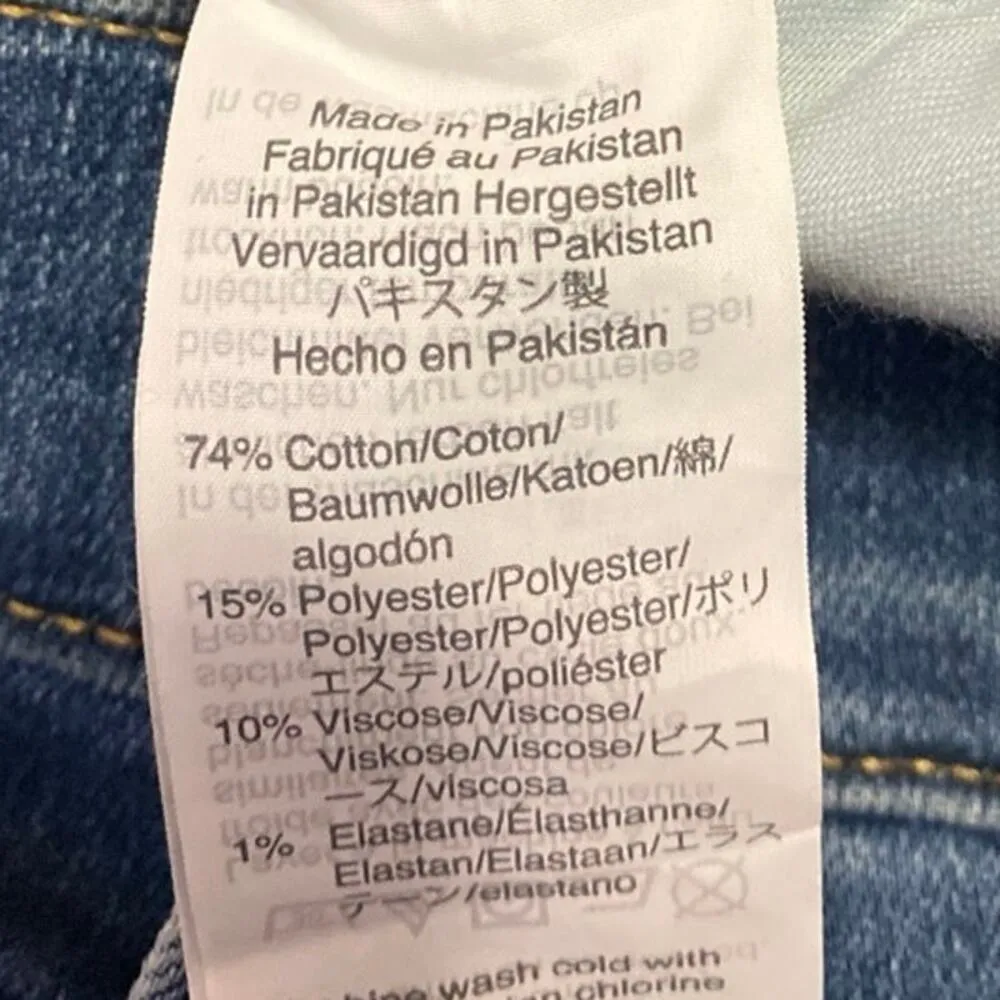 Made in Pakistan
Fabriqué au Pakistan
in Pakistan Hergestellt
Vervaardigd in Pakistan
パキスタン製
Hecho en Pakistán
74% Cotton/Coton/
Baumwolle/Katoen/綿/
algodón
15% Polyester/Polyester/
Polyester/Polyester/ポリ
エステル/poliéster
10% Viscose/Viscose/
Viskose/Viscose/ビスコ
ース/viscosa
1% Elastane/Élasthanne/
Elastan/Elastaan/エラス
テーン/elastano
wash cold with
chlorine